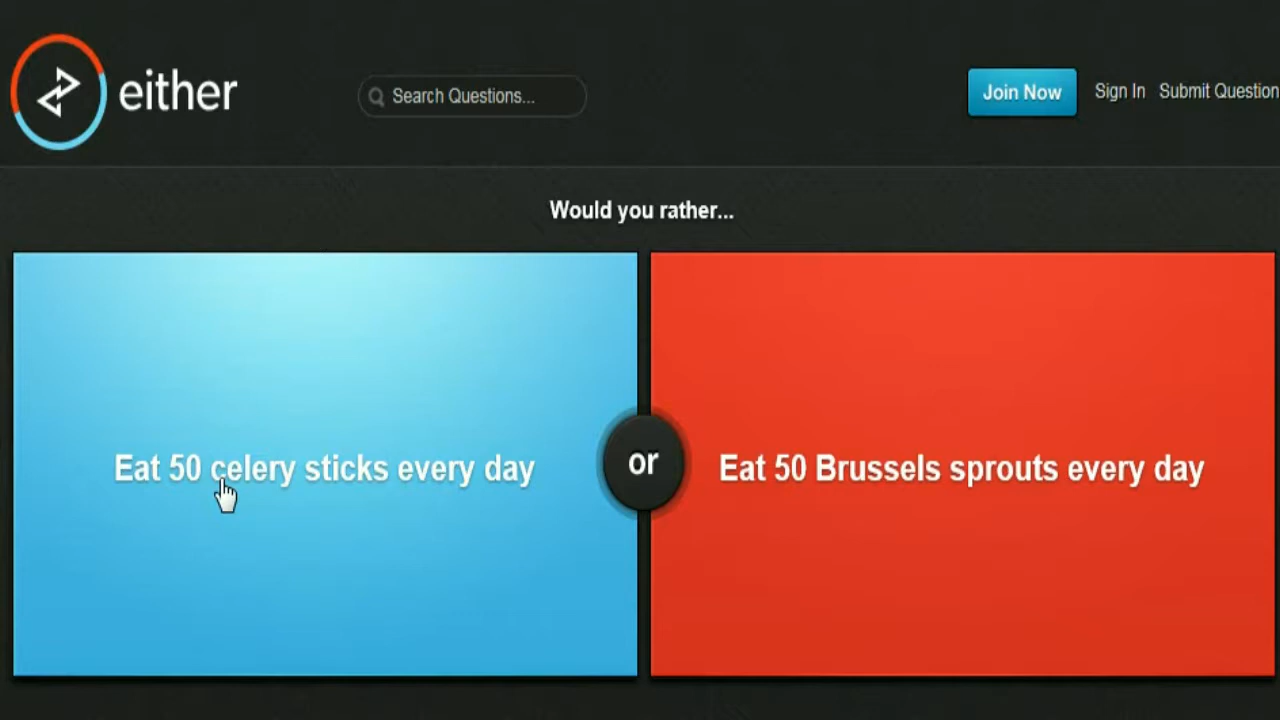 either
Search Questions...
Join Now
Sign In
Submit Question
Would you rather...
Eat 50 celery sticks every day
or
Eat 50 Brussels sprouts every day